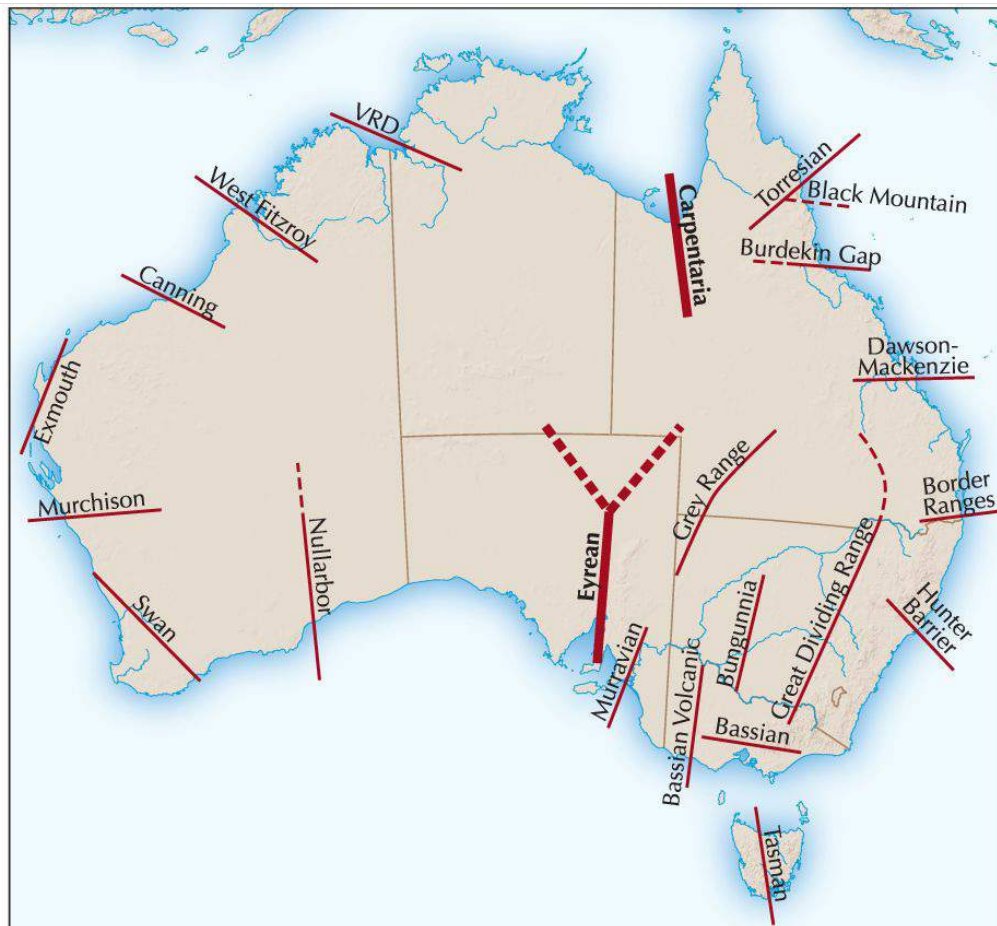 VRD
West Fitzroy
Torresian
Black Mountain
Carpentaria
Burdekin Gap
Canning
Dawson-
Mackenzie
Exmouth
Grey Range
Murchison
Border
Ranges
Nullarbor
Eyrean
Swan
Hunter
Barrier
Great Dividing Range
Bungunnia
Murravian
Bassian Volcanic
Bassian
Tasman